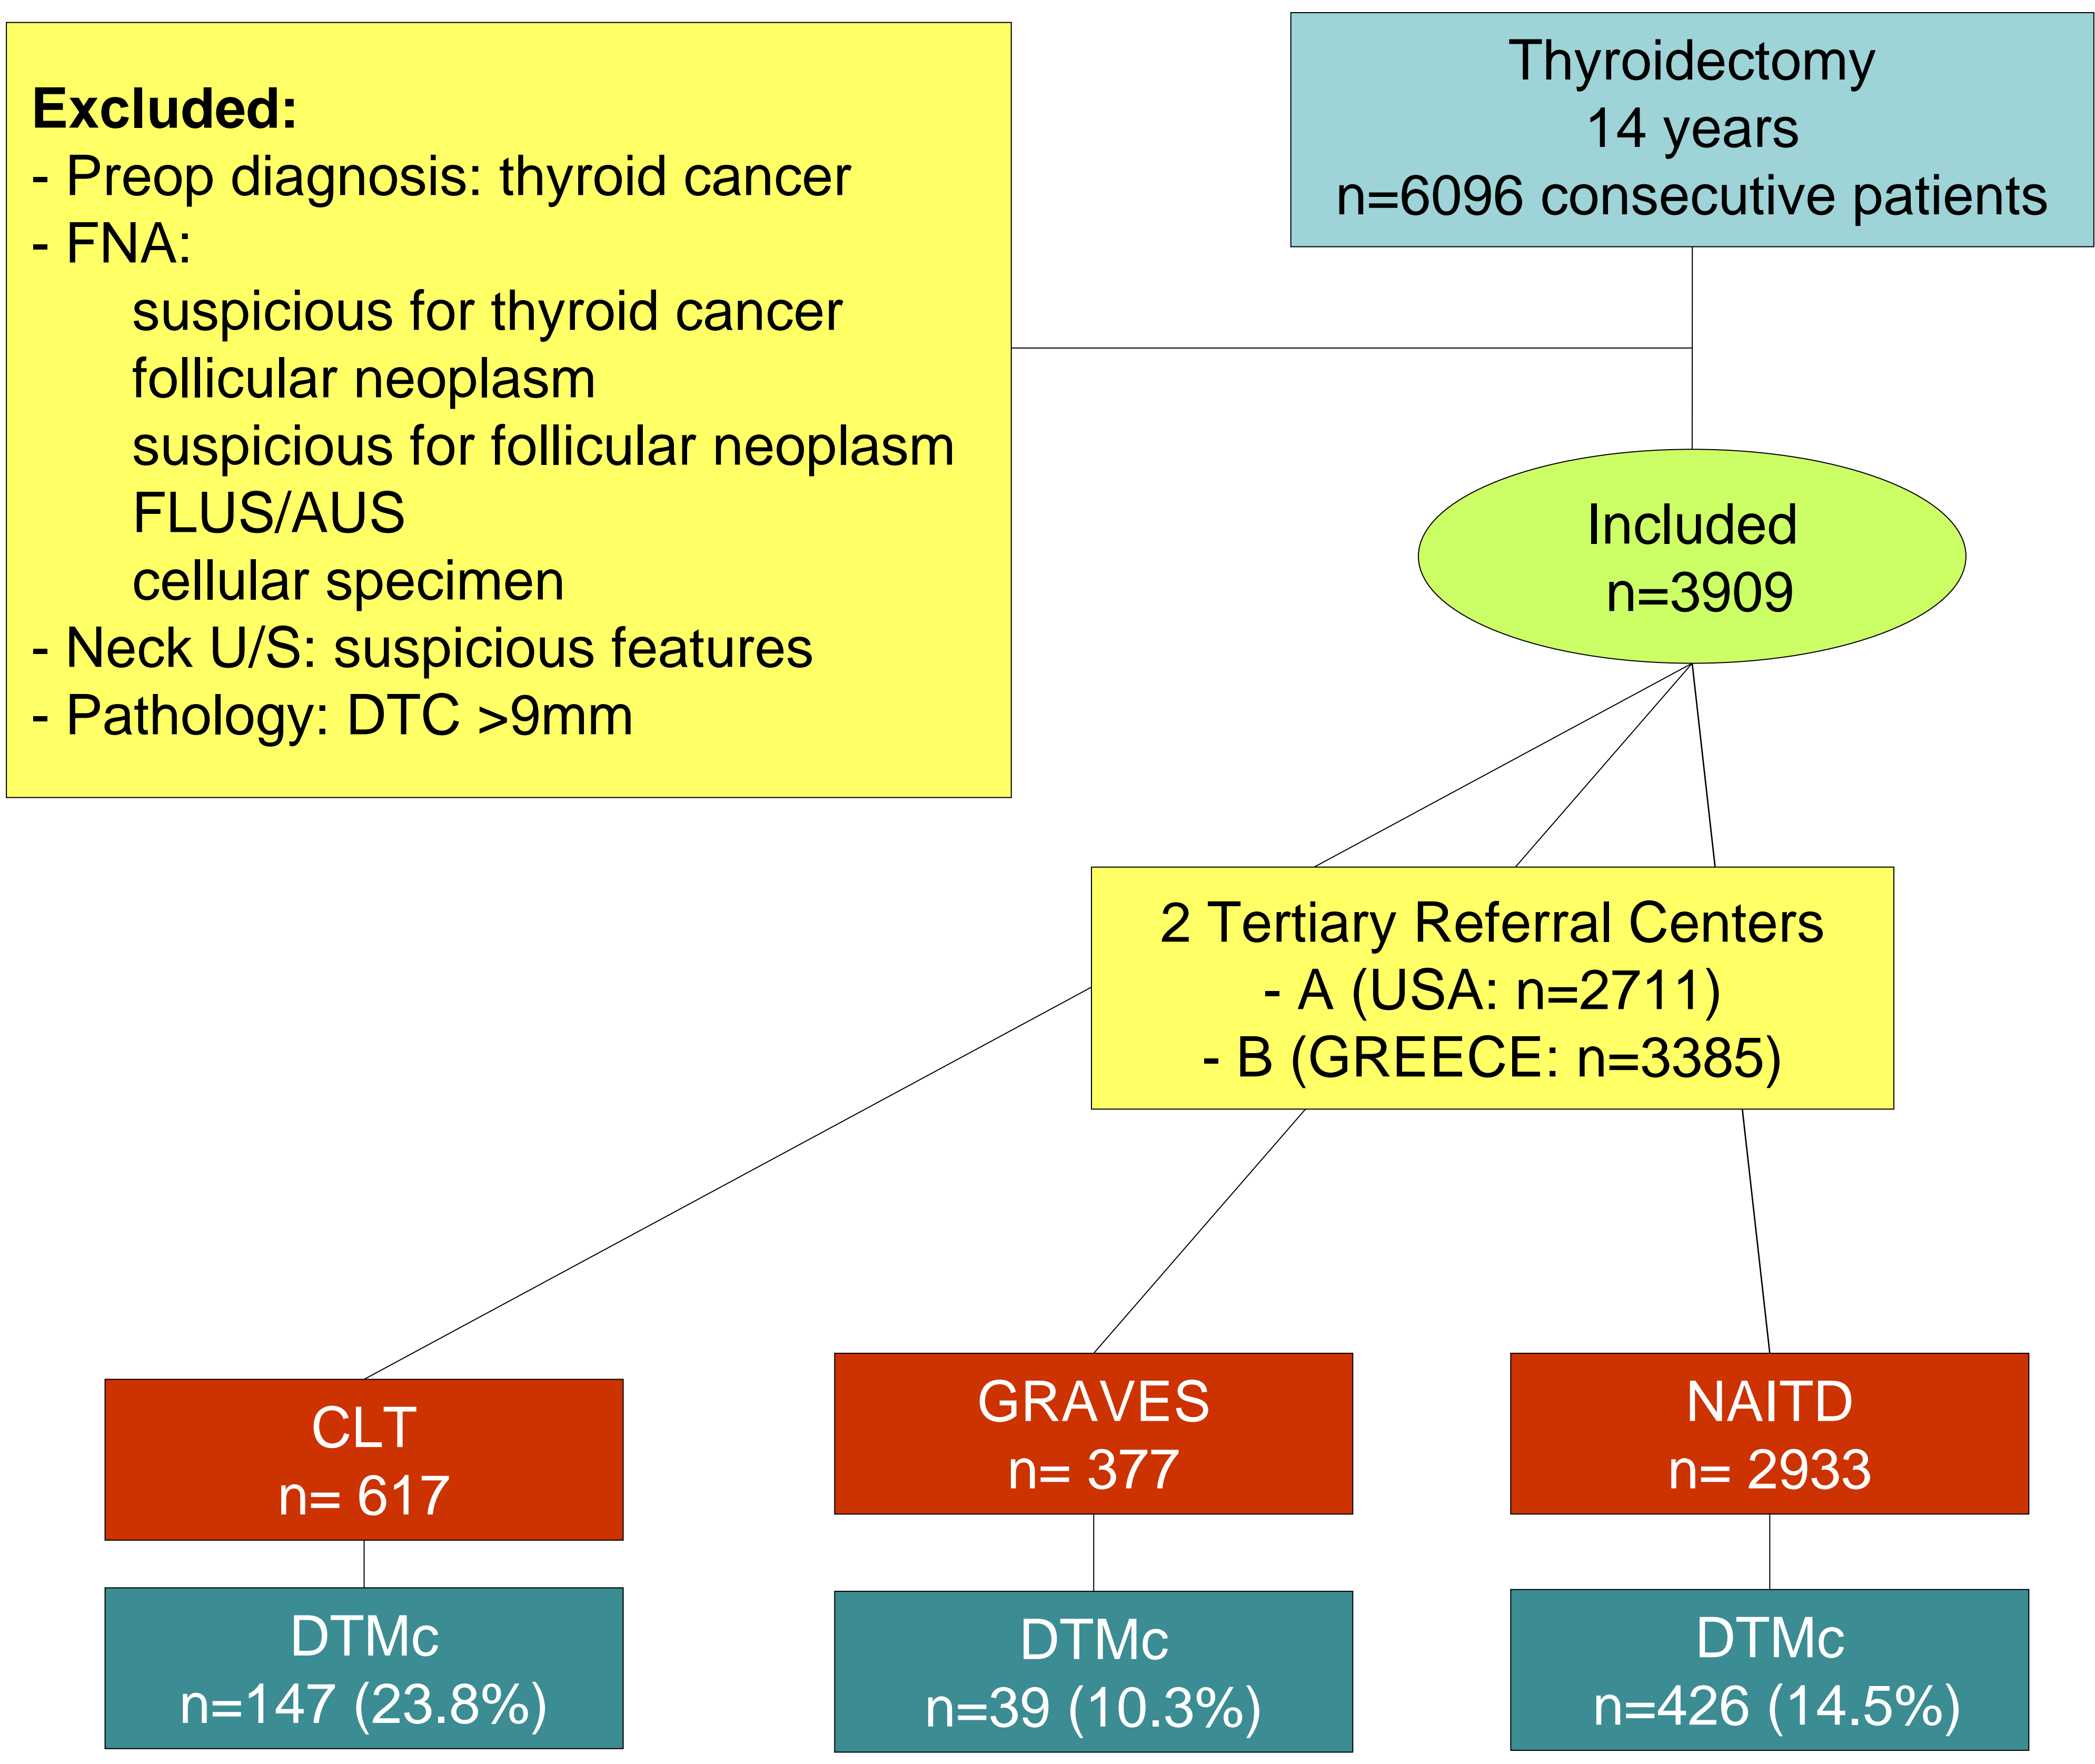 Excluded:
- Preop diagnosis: thyroid cancer
- FNA:
suspicious for thyroid cancer
follicular neoplasm
suspicious for follicular neoplasm
FLUS/AUS
cellular specimen
- Neck U/S: suspicious features
- Pathology: DTC >9mm
Thyroidectomy
14 years
n=6096 consecutive patients
Included
n=3909
2 Tertiary Referral Centers
- A (USA: n=2711)
- B (GREECE: n=3385)
CLT
n= 617
GRAVES
n= 377
NAITD
n= 2933
DTMc
n=147 (23.8%)
DTMc
n=39 (10.3%)
DTMc
n=426 (14.5%)